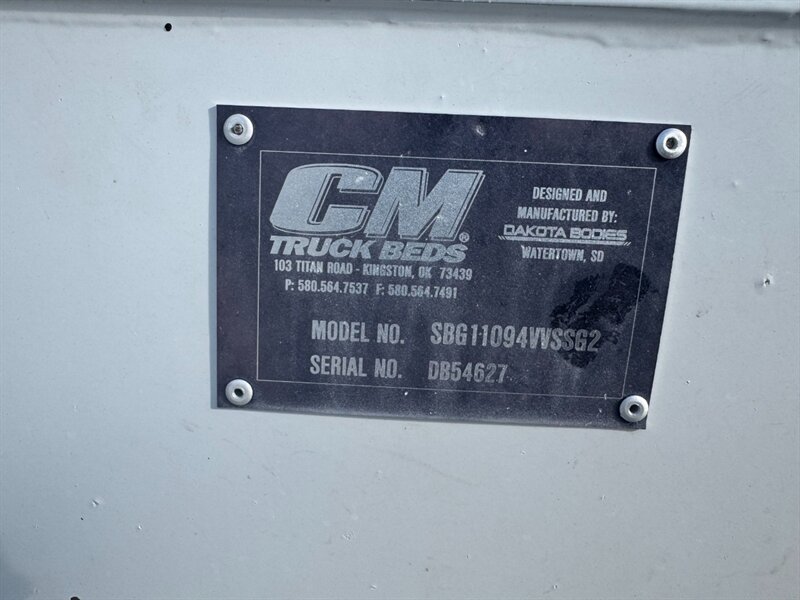 CM®
TRUCK BEDS
103 TITAN ROAD - KINGSTON, OK 73439
P: 580.564.7537 F: 580.564.7491
DESIGNED AND
MANUFACTURED BY:
DAKOTA BODIES
WATERTOWN, SD
MODEL NO. SBG11094VVSSG2
SERIAL NO. DB54627